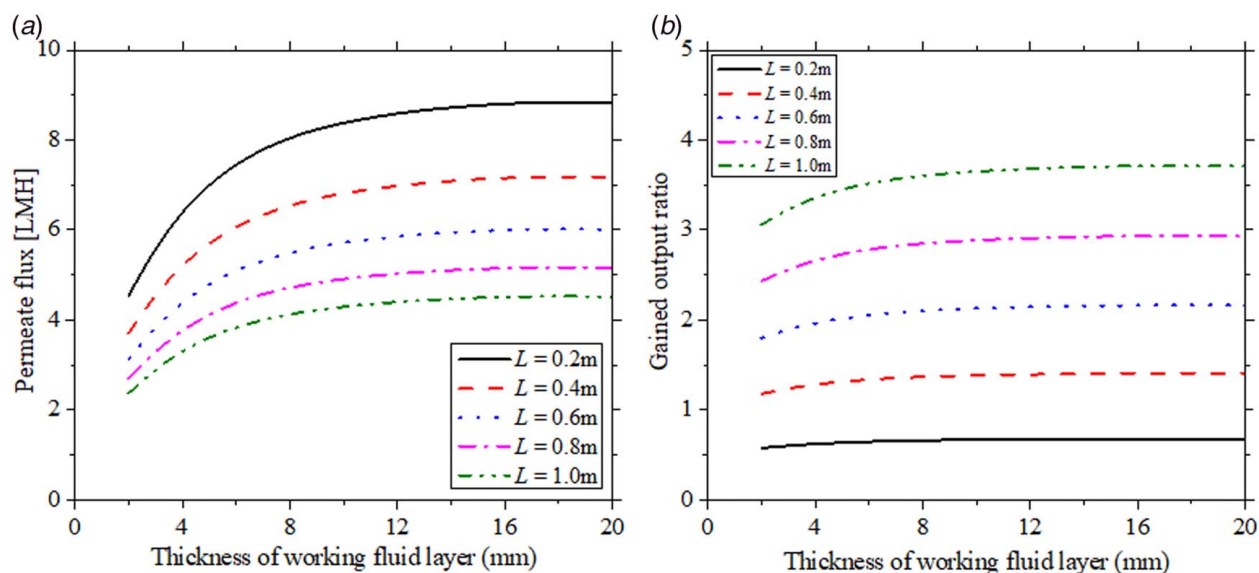 (a)
Permeate flux [LMH]
10
8
6
4
2
0
L = 0.2m
L = 0.4m
L = 0.6m
L = 0.8m
L = 1.0m
0 4 8 12 16 20
Thickness of working fluid layer (mm)
(b)
Gained output ratio
5
4
3
2
1
0
L = 0.2m
L = 0.4m
L = 0.6m
L = 0.8m
L = 1.0m
0 4 8 12 16 20
Thickness of working fluid layer (mm)